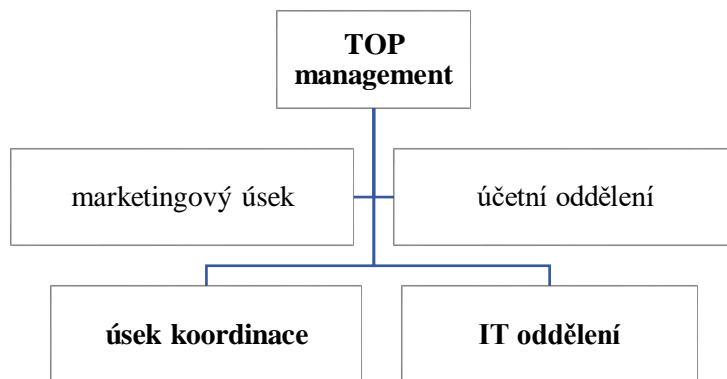 TOP
management
marketingový úsek
účetní oddělení
úsek koordinace
IT oddělení